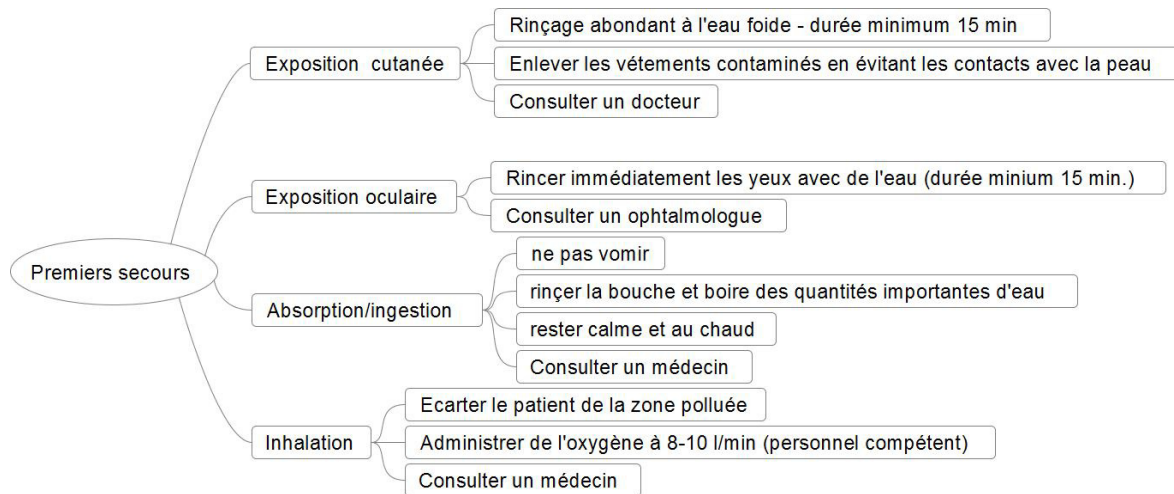 Premiers secours
Exposition cutanée
Rinçage abondant à l'eau foide - durée minimum 15 min
Enlever les vétements contaminés en évitant les contacts avec la peau
Consulter un docteur
Exposition oculaire
Rincer immédiatement les yeux avec de l'eau (durée minium 15 min.)
Consulter un ophtalmologue
Absorption/ingestion
ne pas vomir
rinçer la bouche et boire des quantités importantes d'eau
rester calme et au chaud
Consulter un médecin
Inhalation
Ecarter le patient de la zone polluée
Administrer de l'oxygène à 8-10 l/min (personnel compétent)
Consulter un médecin